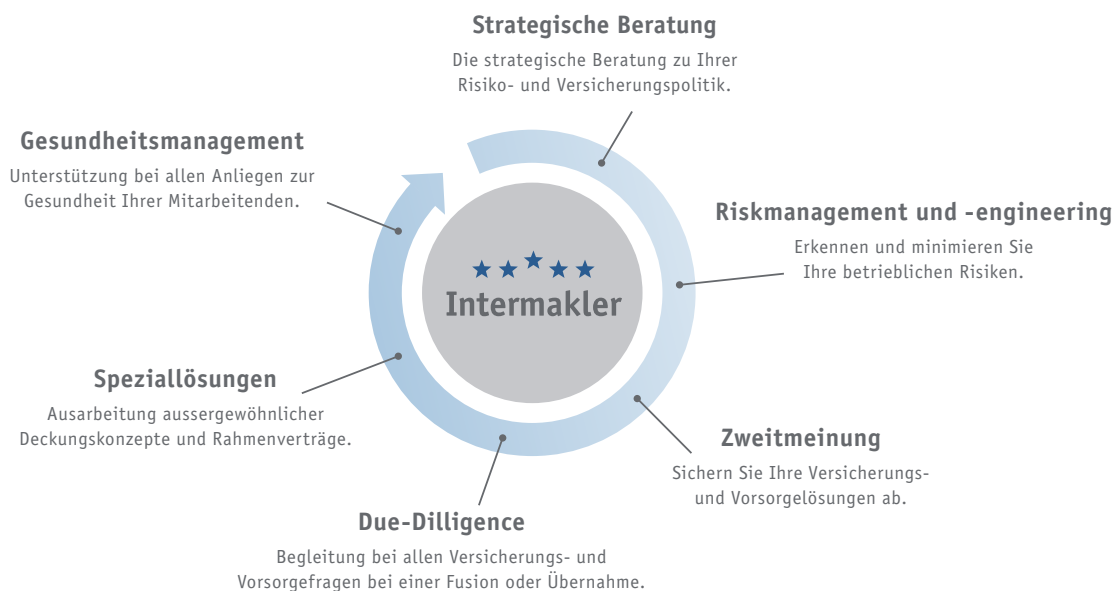 Strategische Beratung
Die strategische Beratung zu Ihrer
Risiko- und Versicherungspolitik.
Riskmanagement und -engineering
Erkennen und minimieren Sie
Ihre betrieblichen Risiken.
Zweitmeinung
Sichern Sie Ihre Versicherungs-
und Vorsorgelösungen ab.
Due-Dilligence
Begleitung bei allen Versicherungs- und
Vorsorgefragen bei einer Fusion oder Übernahme.
Speziallösungen
Ausarbeitung aussergewöhnlicher
Deckungskonzepte und Rahmenverträge.
Gesundheitsmanagement
Unterstützung bei allen Anliegen zur
Gesundheit Ihrer Mitarbeitenden.
Intermakler